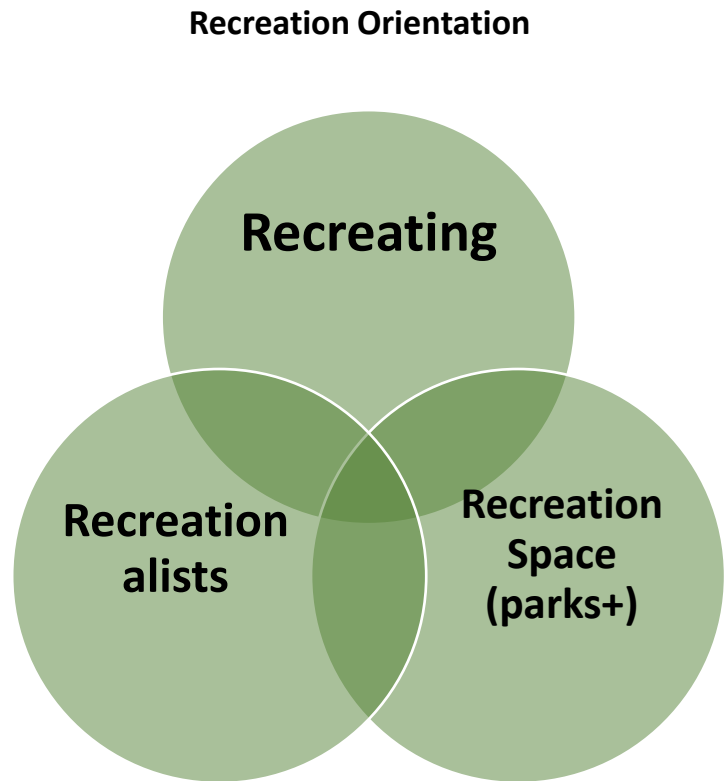 Recreation Orientation
Recreating
Recreation
alists
Recreation
Space
(parks+)